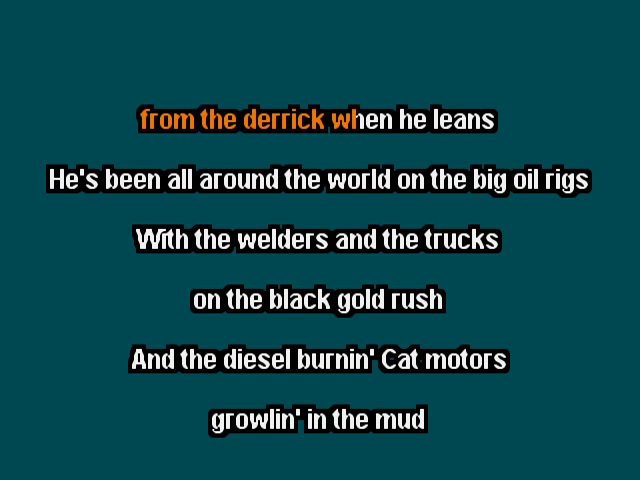 from the derrick when he leans
He's been all around the world on the big oil rigs
With the welders and the trucks
on the black gold rush
And the diesel burnin' Cat motors
growlin' in the mud